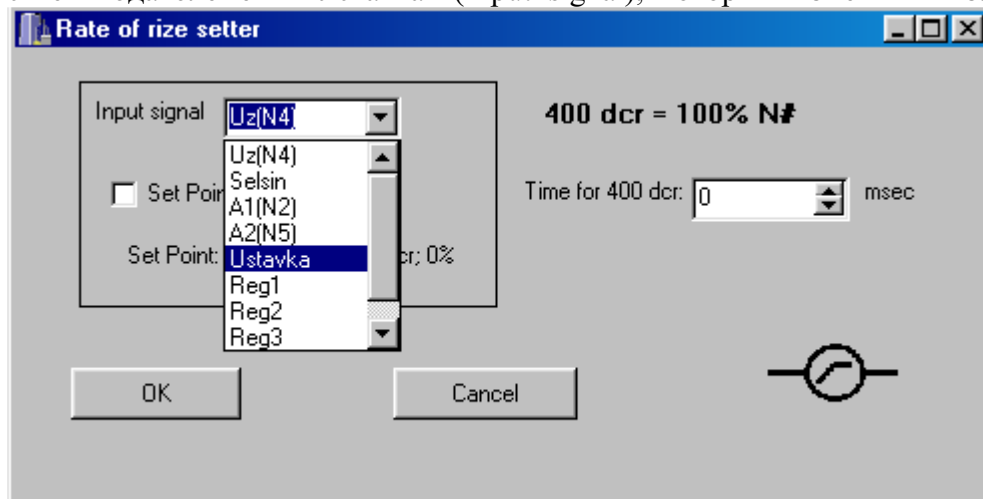 Rate of rize setter
Input signal Uz(N4)
400 dcr = 100% N#
Uz(N4)
Selsin
A1(N2)
A2(N5)
Ustavka
Reg1
Reg2
Reg3
Set Poi
Time for 400 dcr: 0 msec
Set Point: cr; 0%
OK
Cancel